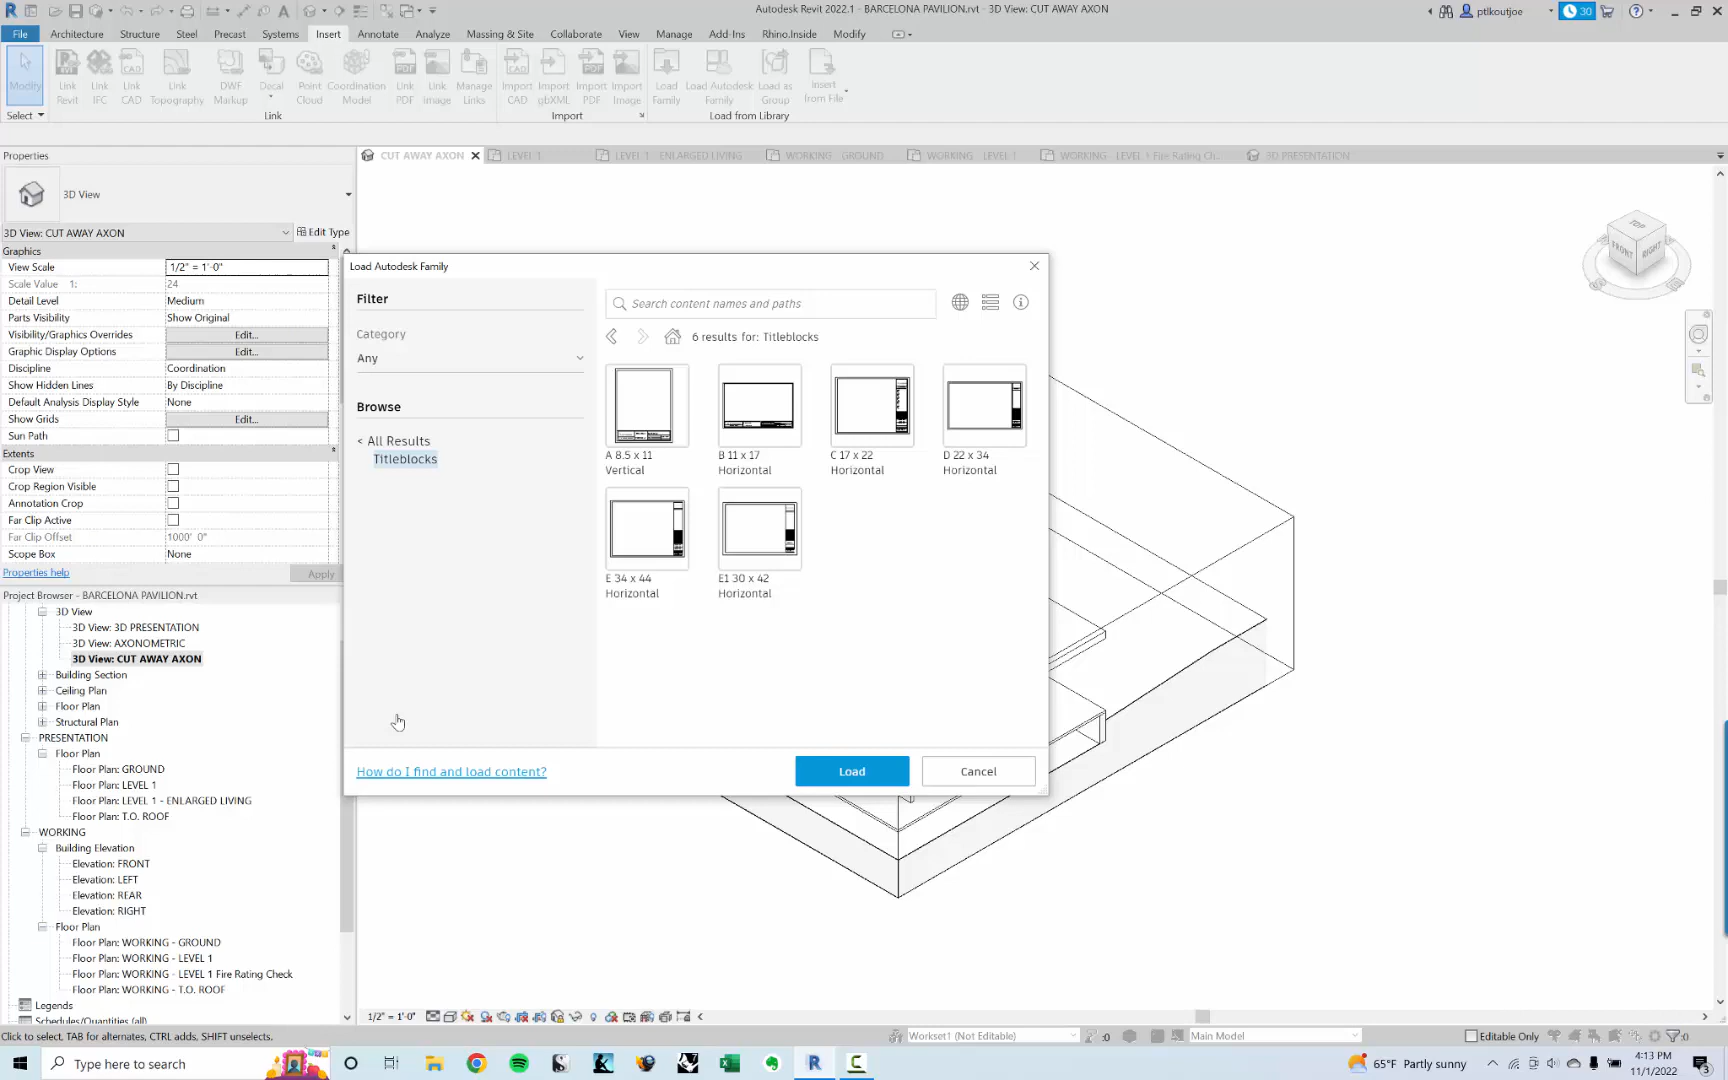 Autodesk Revit 2022.1 - BARCELONA PAVILION.rvt - 3D View: CUT AWAY AXON
ptlkoutjoe
30
File Architecture Structure Steel Precast Systems Insert Annotate Analyze Massing & Site Collaborate View Manage Add-Ins Rhino.Inside Modify
Modify
Link Revit
Link IFC
Link CAD
Link Topography
DWF Markup
Decal
Point Cloud
Coordination Model
Link PDF
Link Image
Manage Links
Import CAD
Import gbXML
Import PDF
Import Image
Load Family
Load Autodesk Family
Load as Group
Insert from File
Select
Link
Import
Load from Library
Properties
CUT AWAY AXON
LEVEL 1
LEVEL 1 ENLARGED LIVING
WORKING GROUND
WORKING LEVEL 1
WORKING - LEVEL 1 Fire Rating Ch...
3D PRESENTATION
3D View
3D View: CUT AWAY AXON
Edit Type
Graphics
View Scale 1/2" = 1'-0"
Scale Value 1: 24
Detail Level Medium
Parts Visibility Show Original
Visibility/Graphics Overrides Edit...
Graphic Display Options Edit...
Discipline Coordination
Show Hidden Lines By Discipline
Default Analysis Display Style None
Show Grids Edit...
Sun Path
Extents
Crop View
Crop Region Visible
Annotation Crop
Far Clip Active
Far Clip Offset 1000' 0"
Scope Box None
Properties help
Apply
Project Browser - BARCELONA PAVILION.rvt
3D View
3D View: 3D PRESENTATION
3D View: AXONOMETRIC
3D View: CUT AWAY AXON
Building Section
Ceiling Plan
Floor Plan
Structural Plan
PRESENTATION
Floor Plan
Floor Plan: GROUND
Floor Plan: LEVEL 1
Floor Plan: LEVEL 1 - ENLARGED LIVING
Floor Plan: T.O. ROOF
WORKING
Building Elevation
Elevation: FRONT
Elevation: LEFT
Elevation: REAR
Elevation: RIGHT
Floor Plan
Floor Plan: WORKING - GROUND
Floor Plan: WORKING - LEVEL 1
Floor Plan: WORKING - LEVEL 1 Fire Rating Check
Floor Plan: WORKING - T.O. ROOF
Legends
Schedules/Quantities (all)
Load Autodesk Family
Filter
Category
Any
Browse
< All Results
Titleblocks
Search content names and paths
6 results for: Titleblocks
A 8.5 x 11 Vertical
B 11 x 17 Horizontal
C 17 x 22 Horizontal
D 22 x 34 Horizontal
E 34 x 44 Horizontal
E1 30 x 42 Horizontal
How do I find and load content?
Load
Cancel
TOP
FRONT
RIGHT
1/2" = 1'-0"
Click to select, TAB for alternates, CTRL adds, SHIFT unselects.
Workset1 (Not Editable)
:0
Main Model
Editable Only
:0
Type here to search
65°F Partly sunny
4:13 PM
11/1/2022
3